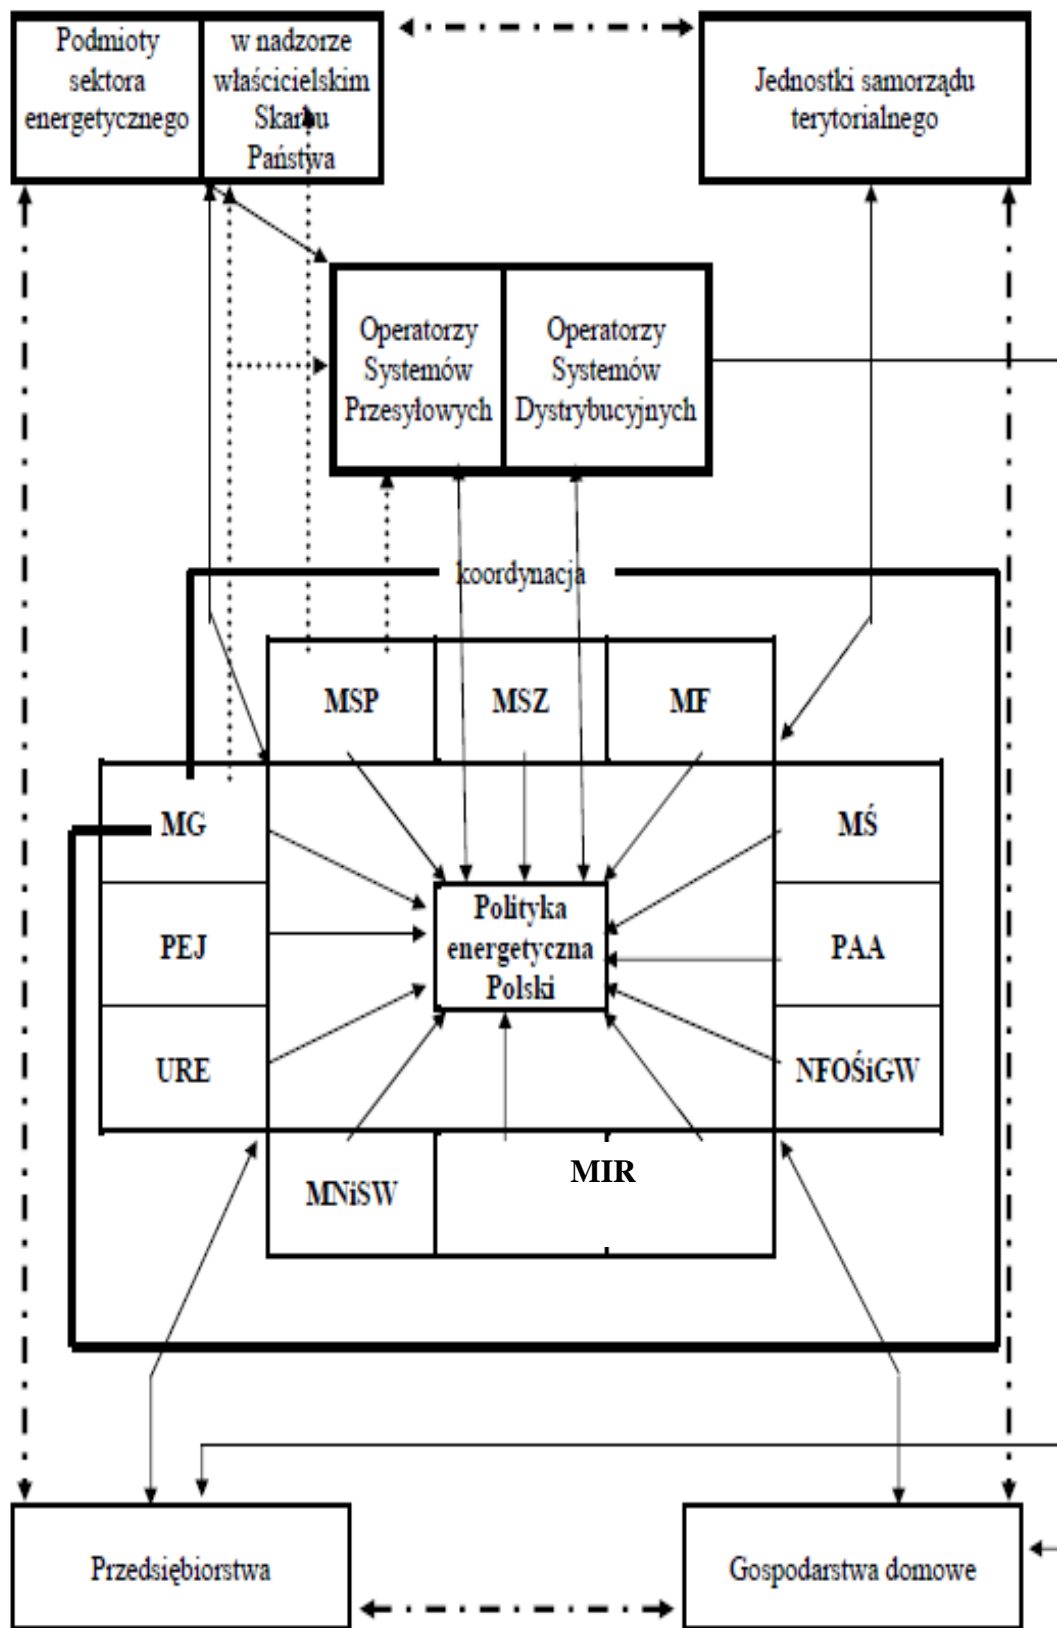 Podmioty
sektora
energetycznego
w nadzorze
właścicielskim
Skarbu
Państwa
Jednostki samorządu
terytorialnego
Operatorzy
Systemów
Przesyłowych
Operatorzy
Systemów
Dystrybucyjnych
koordynacja
MSP
MSZ
MF
MG
MŚ
Polityka
energetyczna
Polski
PEJ
PAA
URE
NFOŚiGW
MNiSW
MIR
Przedsiębiorstwa
Gospodarstwa domowe